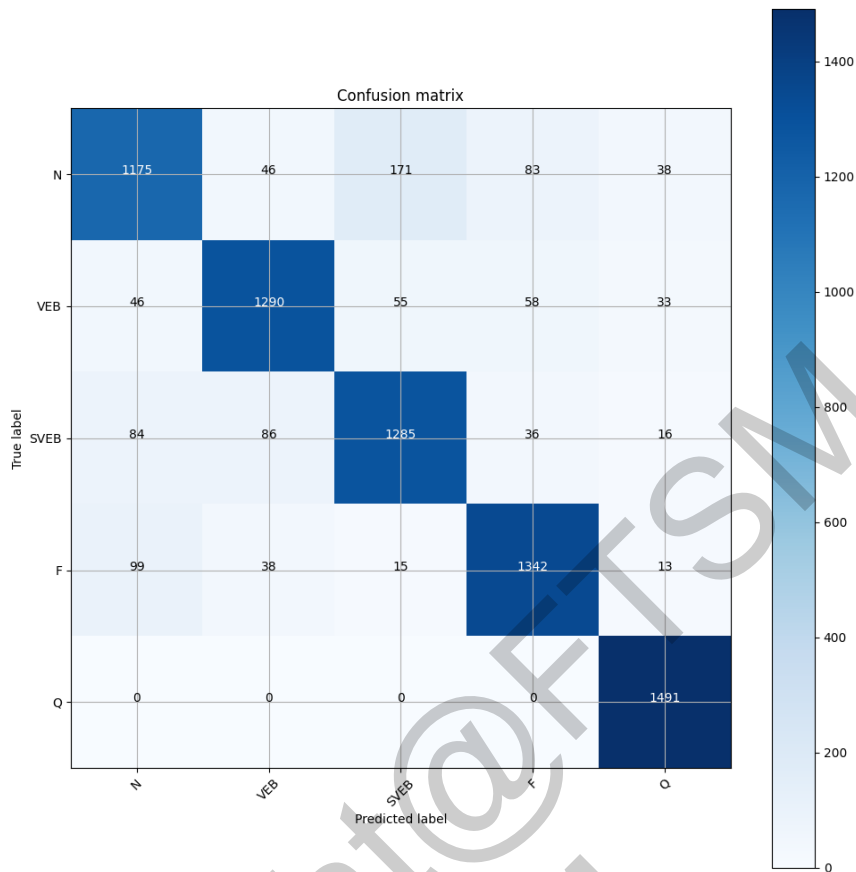 Confusion matrix
1400
1200
1000
800
600
400
200
0
True label
N 1175 46 171 83 38
VEB 46 1290 55 58 33
SVEB 84 86 1285 36 16
F 99 38 15 1342 13
Q 0 0 0 0 1491
N VEB SVEB F Q
Predicted label
t@FTSM